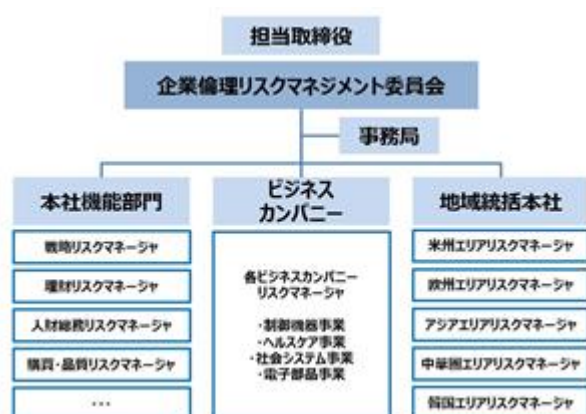 担当取締役
企業倫理リスクマネジメント委員会
事務局
本社機能部門
戦略リスクマネージャ
理財リスクマネージャ
人財総務リスクマネージャ
購買・品質リスクマネージャ
...
ビジネス
カンパニー
各ビジネスカンパニー
リスクマネージャ
・制御機器事業
・ヘルスケア事業
・社会システム事業
・電子部品事業
地域統括本社
米州エリアリスクマネージャ
欧州エリアリスクマネージャ
アジアエリアリスクマネージャ
中華圏エリアリスクマネージャ
韓国エリアリスクマネージャ